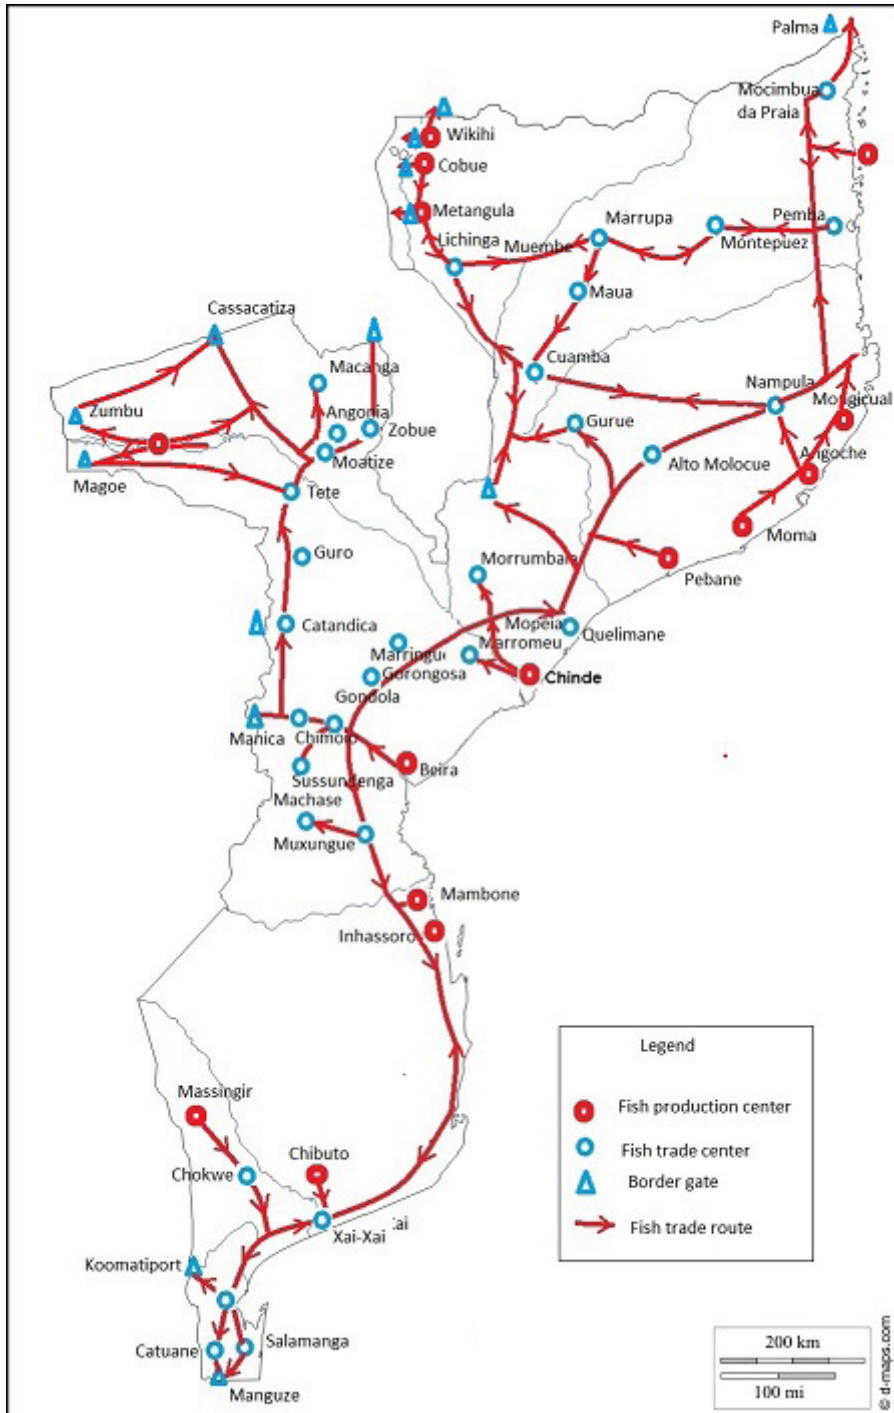 Palma
Mocimbua
da Praia
Wikihi
Cobue
Metangula
Lichinga
Muembe
Marrupa
Montepuez
Pemba
Maua
Cassacatiza
Macanga
Cuamba
Nampula
Mongicual
Zumbu
Angonia
Zobue
Gurue
Moatize
Alto Molocue
Angoche
Magoe
Tete
Moma
Guro
Morrumbala
Pebane
Catandica
Mopeia
Quelimane
Marromeu
Marringue
Gorongosa
Chinde
Gondola
Manica
Chimoio
Beira
Sussundenga
Machase
Muxungue
Mambone
Inhassoro
Legend
Massingir
Fish production center
Chibuto
Fish trade center
Chokwe
Border gate
Xai-Xai
:ai
Fish trade route
Koomatiport
Catuane
Salamanga
Manguze
200 km
100 mi
© d-maps.com